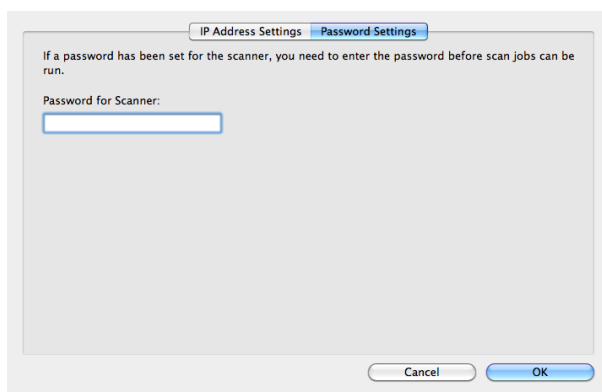 IP Address Settings Password Settings
If a password has been set for the scanner, you need to enter the password before scan jobs can be
run.
Password for Scanner:
Cancel OK